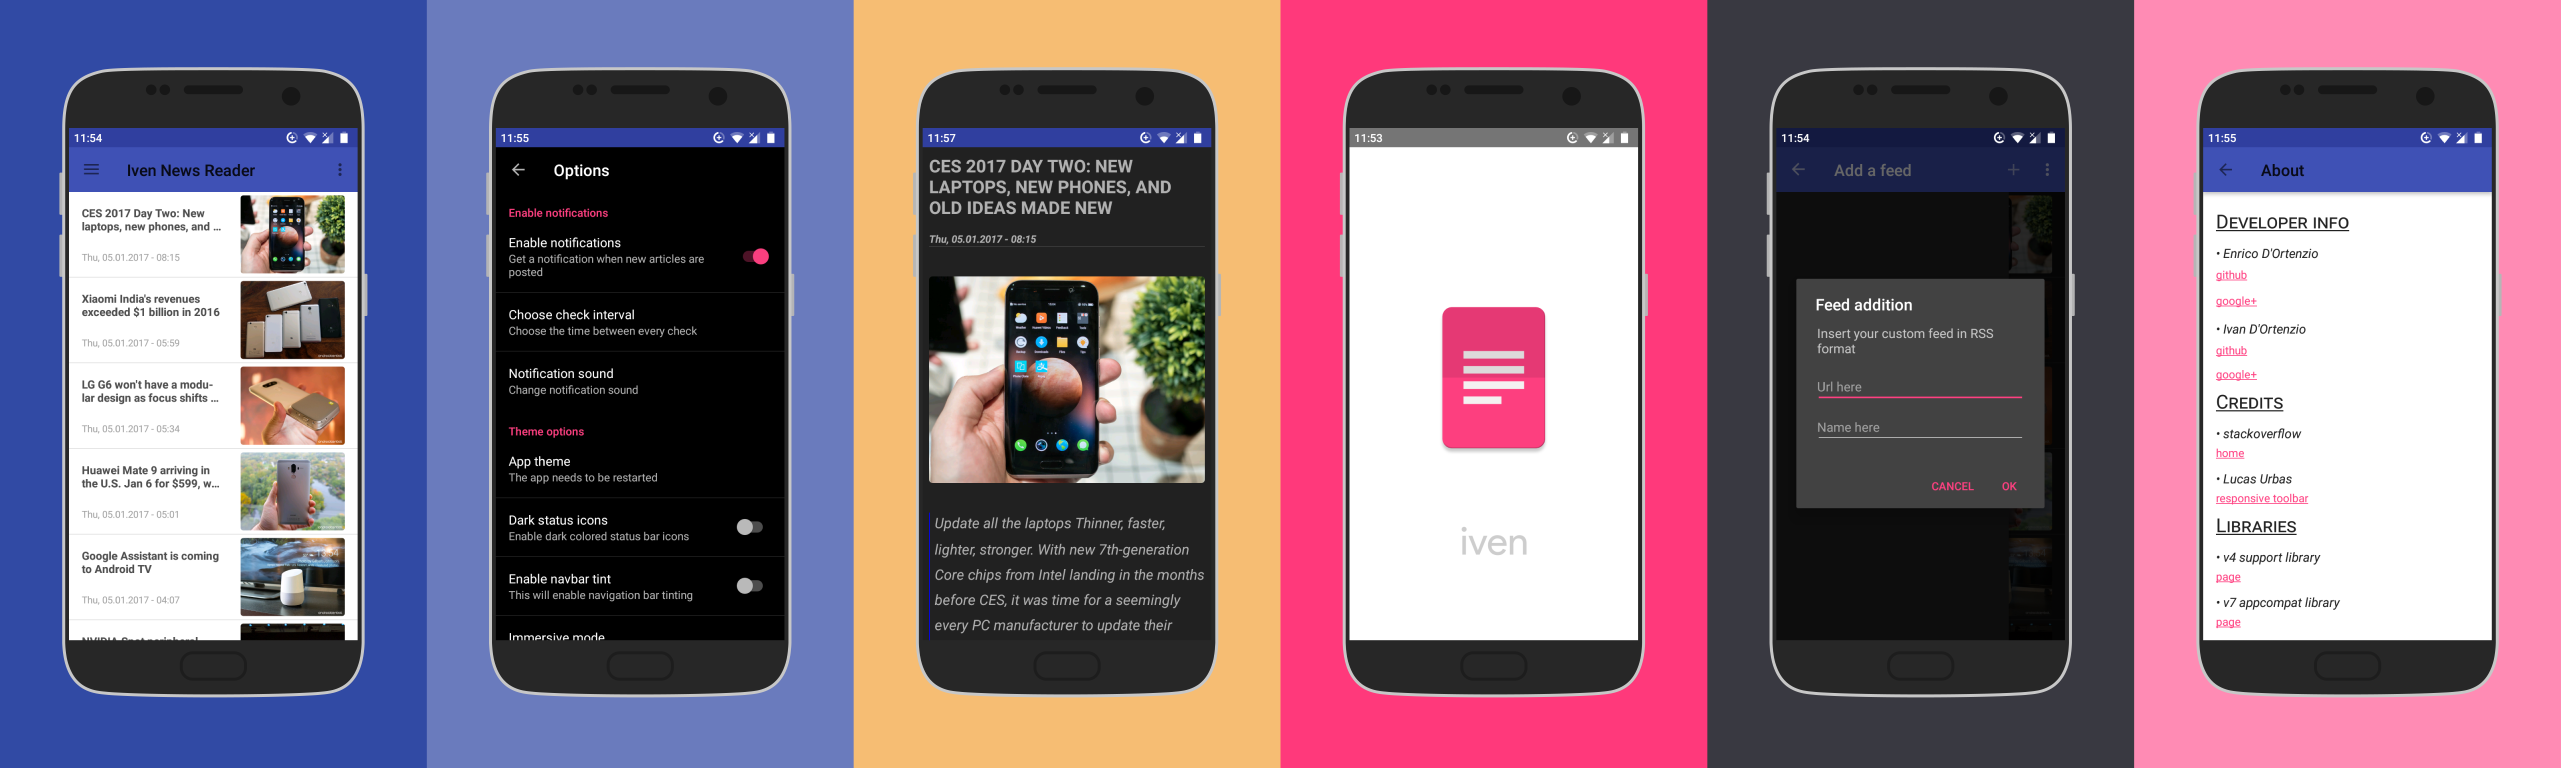 11:54
Iven News Reader
CES 2017 Day Two: New
laptops, new phones, and ...
Thu, 05.01.2017 - 08:15
Xiaomi India's revenues
exceeded $1 billion in 2016
Thu, 05.01.2017 - 05:59
LG G6 won't have a modu-
lar design as focus shifts ...
Thu, 05.01.2017 - 05:34
Huawei Mate 9 arriving in
the U.S. Jan 6 for $599, w...
Thu, 05.01.2017 - 05:01
Google Assistant is coming
to Android TV
Thu, 05.01.2017 - 04:07
11:55
Options
Enable notifications
Enable notifications
Get a notification when new articles are
posted
Choose check interval
Choose the time between every check
Notification sound
Change notification sound
Theme options
App theme
The app needs to be restarted
Dark status icons
Enable dark colored status bar icons
Enable navbar tint
This will enable navigation bar tinting
Immersive mode
11:57
CES 2017 DAY TWO: NEW
LAPTOPS, NEW PHONES, AND
OLD IDEAS MADE NEW
Thu, 05.01.2017 - 08:15
Update all the laptops Thinner, faster,
lighter, stronger. With new 7th-generation
Core chips from Intel landing in the months
before CES, it was time for a seemingly
every PC manufacturer to update their
11:53
iven
11:54
Add a feed
Feed addition
Insert your custom feed in RSS
format
Url here
Name here
CANCEL OK
11:55
About
DEVELOPER INFO
• Enrico D'Ortenzio
github
google+
• Ivan D'Ortenzio
github
google+
CREDITS
• stackoverflow
home
• Lucas Urbas
responsive toolbar
LIBRARIES
• v4 support library
page
• v7 appcompat library
page